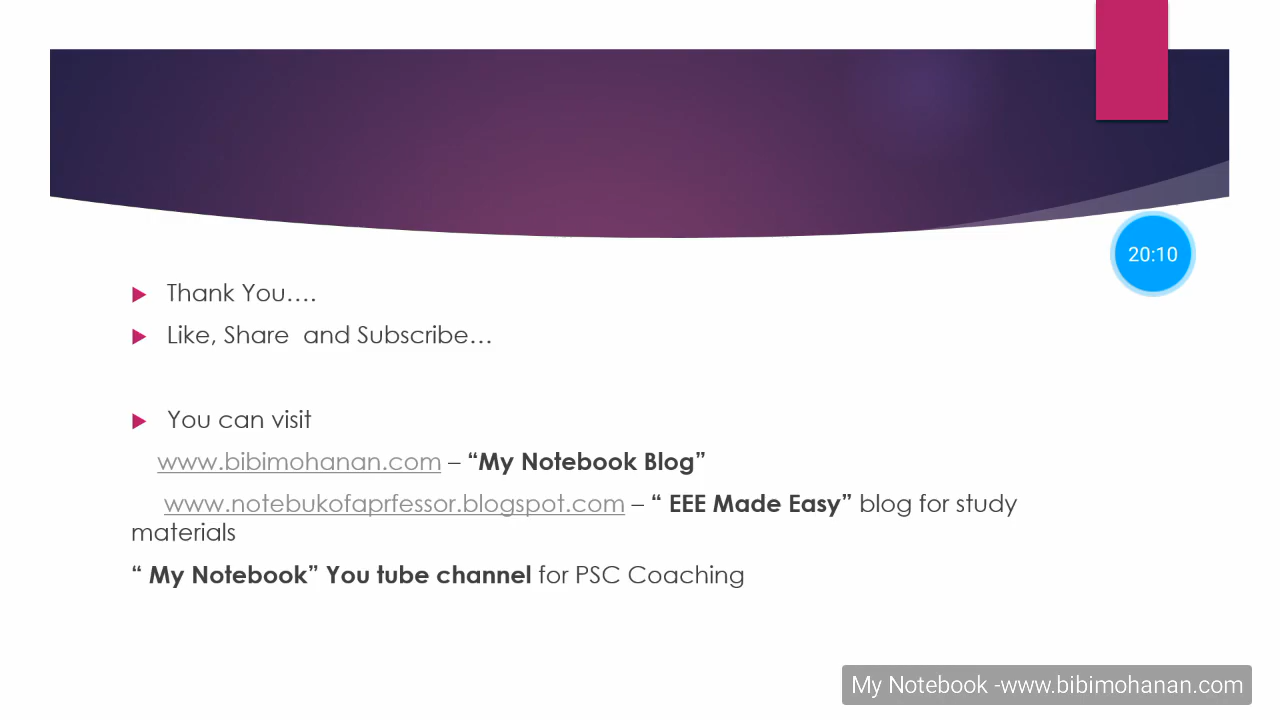 20:10
Thank You….
Like, Share and Subscribe…
You can visit
www.bibimohanan.com – “My Notebook Blog”
www.notebukofaprfessor.blogspot.com – “ EEE Made Easy” blog for study
materials
“ My Notebook” You tube channel for PSC Coaching
My Notebook -www.bibimohanan.com